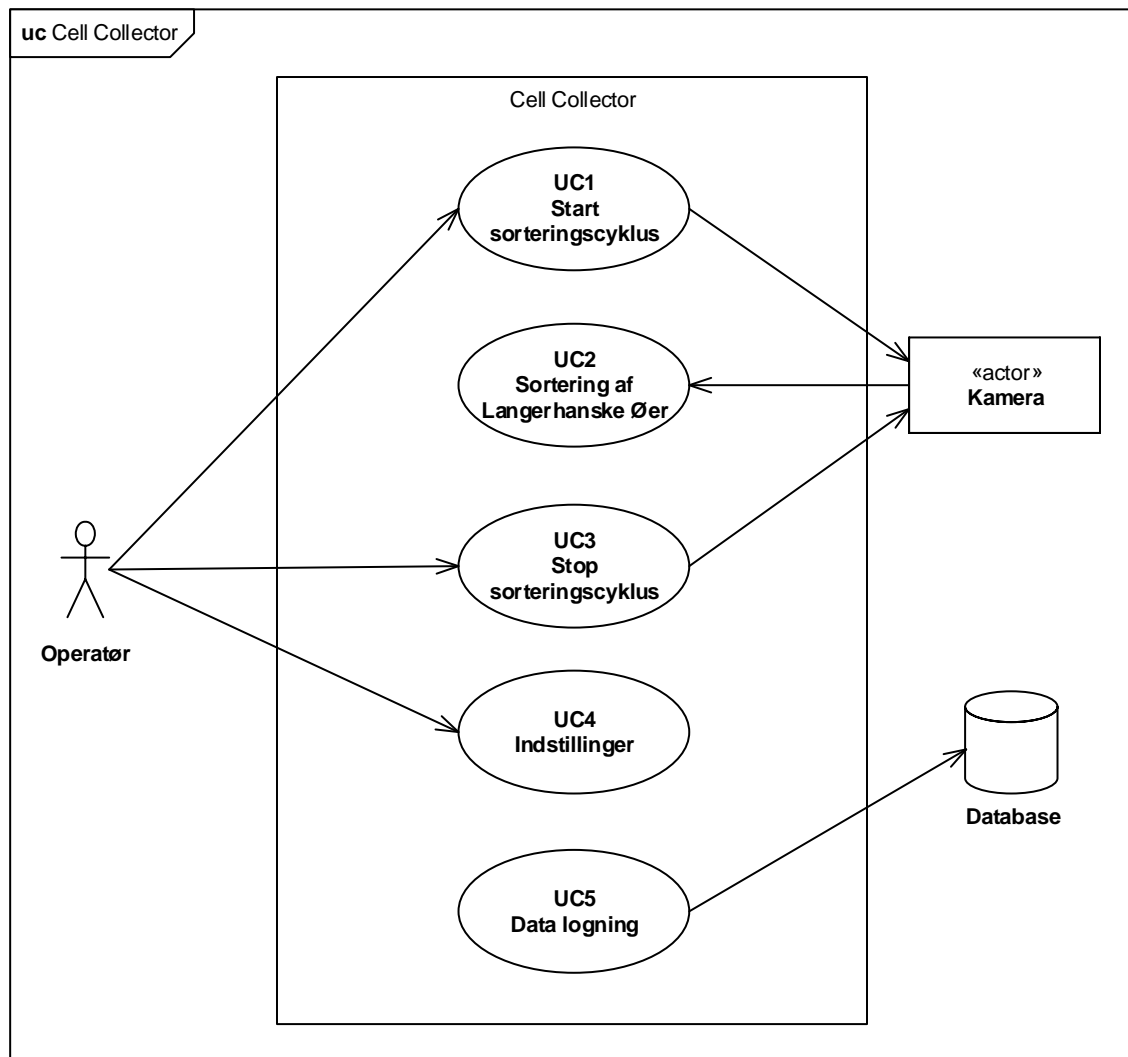 uc Cell Collector
Cell Collector
UC1
Start
sorteringscyklus
UC2
Sortering af
Langerhanske Øer
«actor»
Kamera
UC3
Stop
sorteringscyklus
Operatør
UC4
Indstillinger
Database
UC5
Data logning